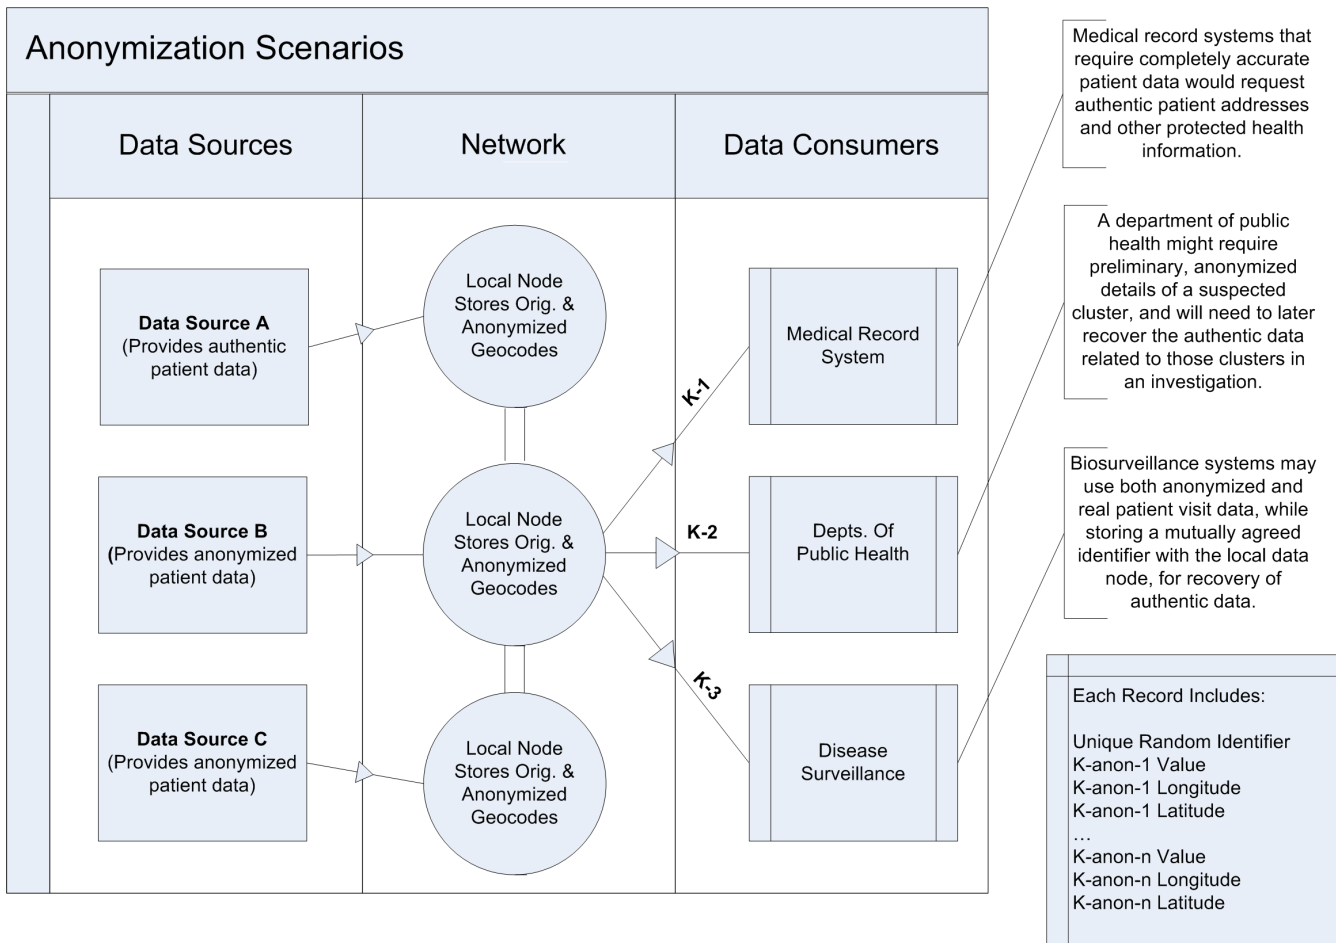 Anonymization Scenarios
Data Sources
Network
Data Consumers
Data Source A
(Provides authentic
patient data)
Local Node
Stores Orig. &
Anonymized
Geocodes
Medical Record
System
K-1
Data Source B
(Provides anonymized
patient data)
Local Node
Stores Orig. &
Anonymized
Geocodes
K-2
Depts. Of
Public Health
Data Source C
(Provides anonymized
patient data)
Local Node
Stores Orig. &
Anonymized
Geocodes
K-3
Disease
Surveillance
Medical record systems that
require completely accurate
patient data would request
authentic patient addresses
and other protected health
information.
A department of public
health might require
preliminary, anonymized
details of a suspected
cluster, and will need to later
recover the authentic data
related to those clusters in
an investigation.
Biosurveillance systems may
use both anonymized and
real patient visit data, while
storing a mutually agreed
identifier with the local data
node, for recovery of
authentic data.
Each Record Includes:
Unique Random Identifier
K-anon-1 Value
K-anon-1 Longitude
K-anon-1 Latitude
…
K-anon-n Value
K-anon-n Longitude
K-anon-n Latitude